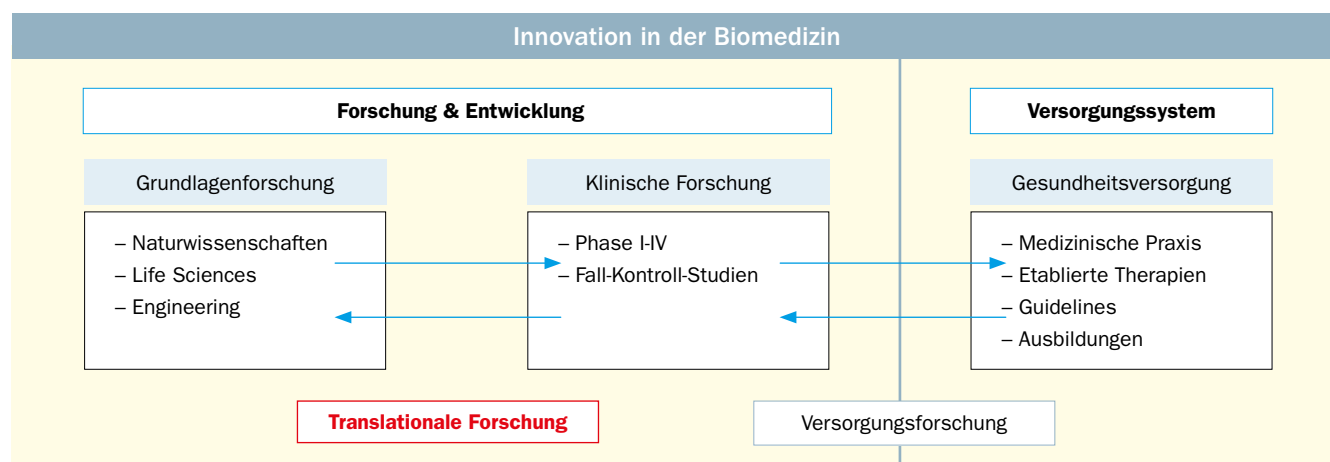 Innovation in der Biomedizin
Forschung & Entwicklung
Versorgungssystem
Grundlagenforschung
Klinische Forschung
Gesundheitsversorgung
– Naturwissenschaften
– Life Sciences
– Engineering
– Phase I-IV
– Fall-Kontroll-Studien
– Medizinische Praxis
– Etablierte Therapien
– Guidelines
– Ausbildungen
Translationale Forschung
Versorgungsforschung